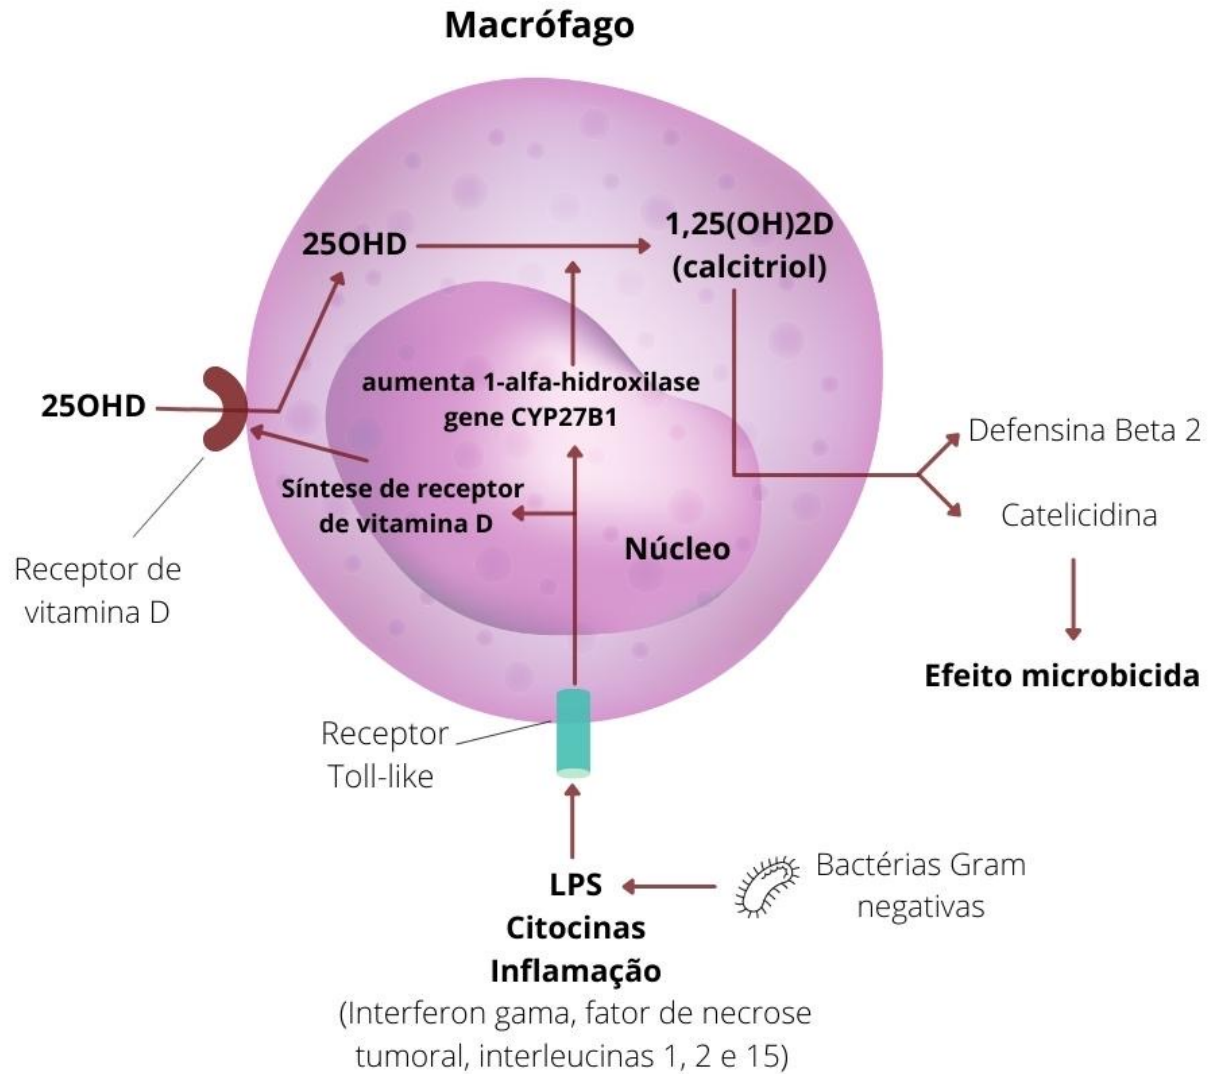 Macrófago
25OHD
1,25(OH)2D
(calcitriol)
aumenta 1-alfa-hidroxilase
gene CYP27B1
25OHD
Síntese de receptor
de vitamina D
Núcleo
Receptor de
vitamina D
Defensina Beta 2
Catelicidina
Efeito microbicida
Receptor
Toll-like
LPS
Citocinas
Inflamação
(Interferon gama, fator de necrose
tumoral, interleucinas 1, 2 e 15)
Bactérias Gram
negativas